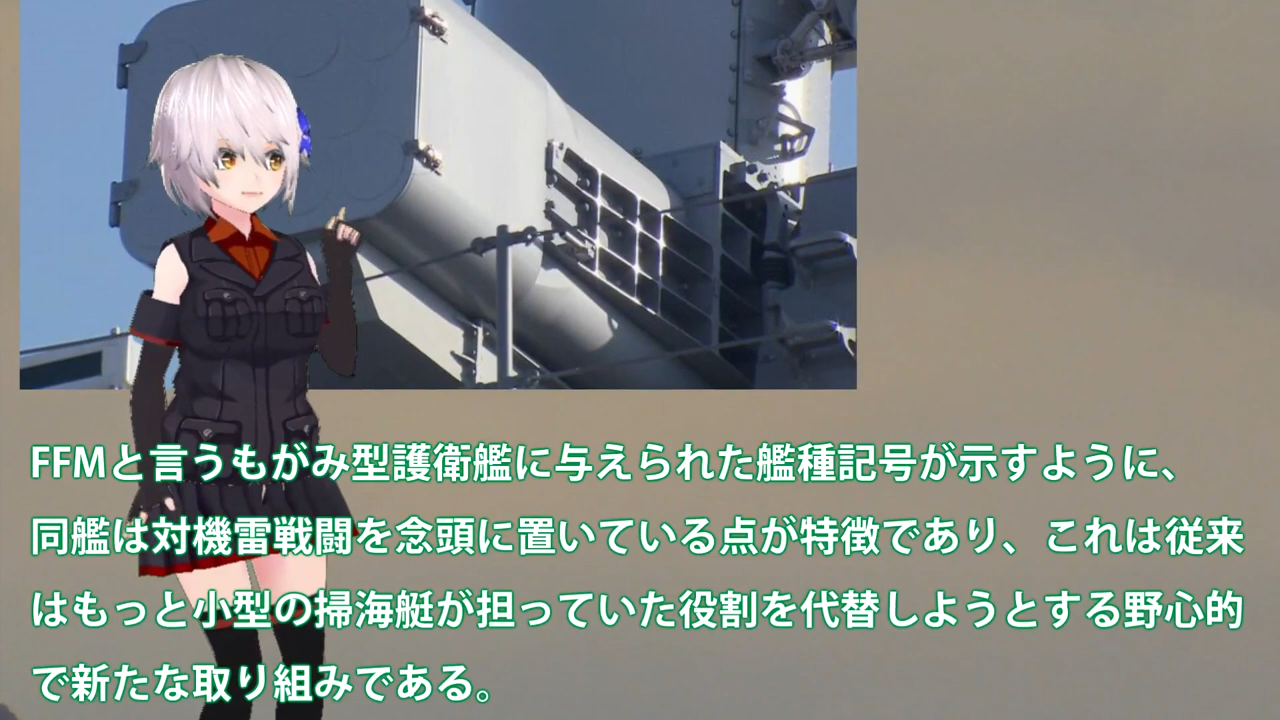 FFMと言うもがみ型護衛艦に与えられた艦種記号が示すように、
同艦は対機雷戦闘を念頭に置いている点が特徴であり、これは従来
はもっと小型の掃海艇が担っていた役割を代替しようとする野心的
で新たな取り組みである。